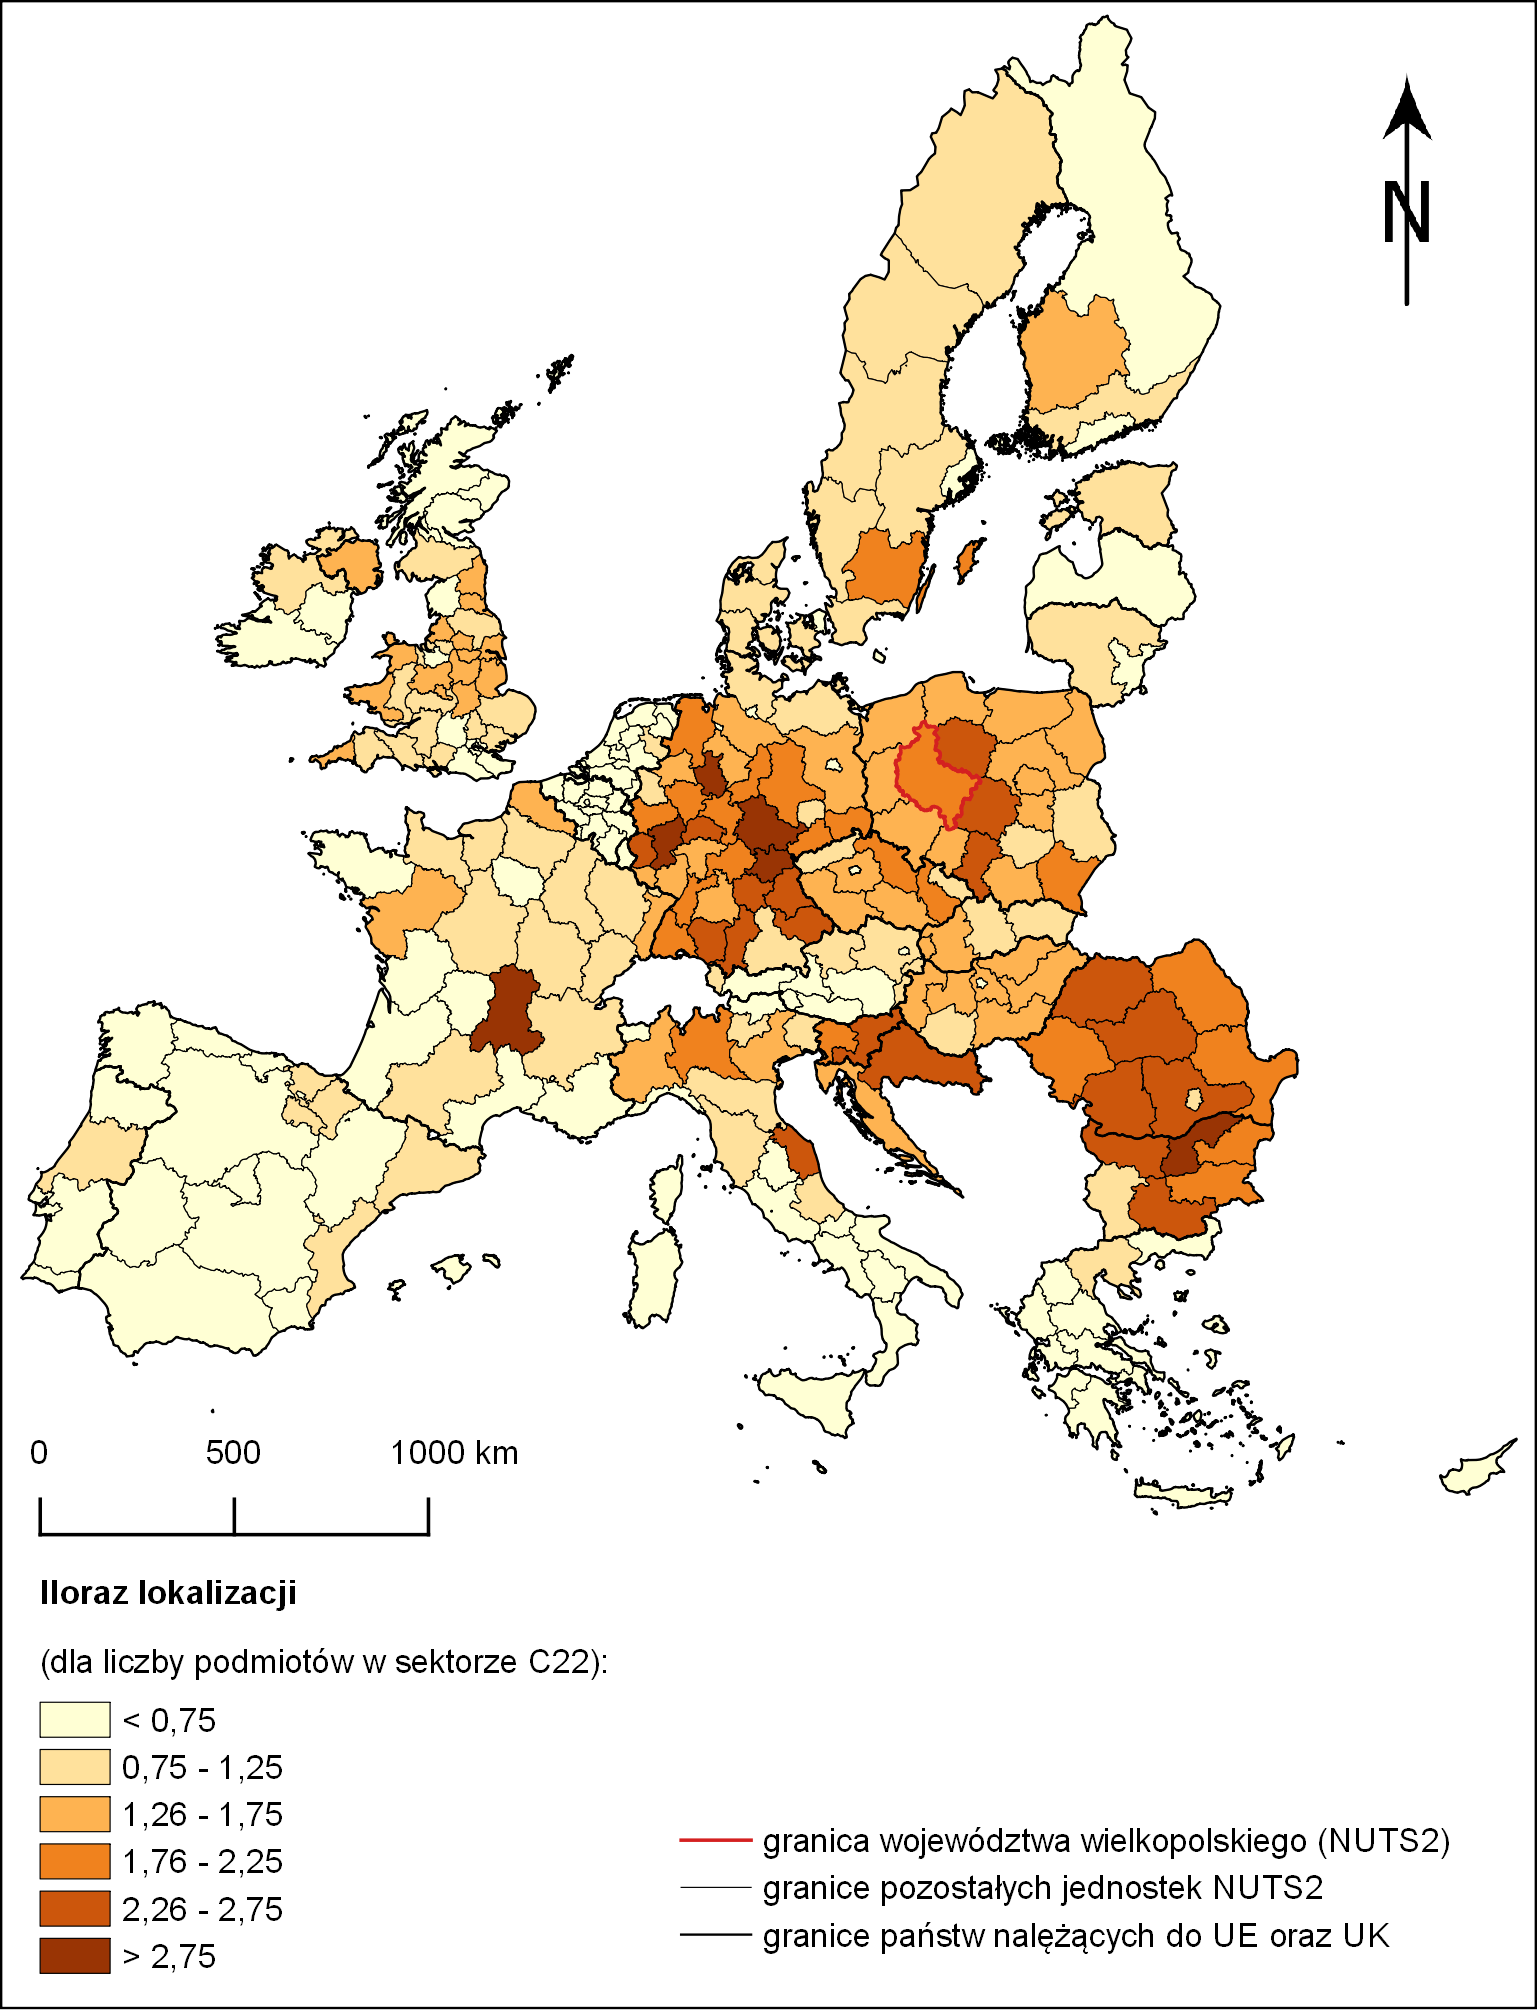 N
0 500 1000 km
Iloraz lokalizacji
(dla liczby podmiotów w sektorze C22):
< 0,75
0,75 - 1,25
1,26 - 1,75
1,76 - 2,25
2,26 - 2,75
> 2,75
granica województwa wielkopolskiego (NUTS2)
granice pozostałych jednostek NUTS2
granice państw nalężących do UE oraz UK